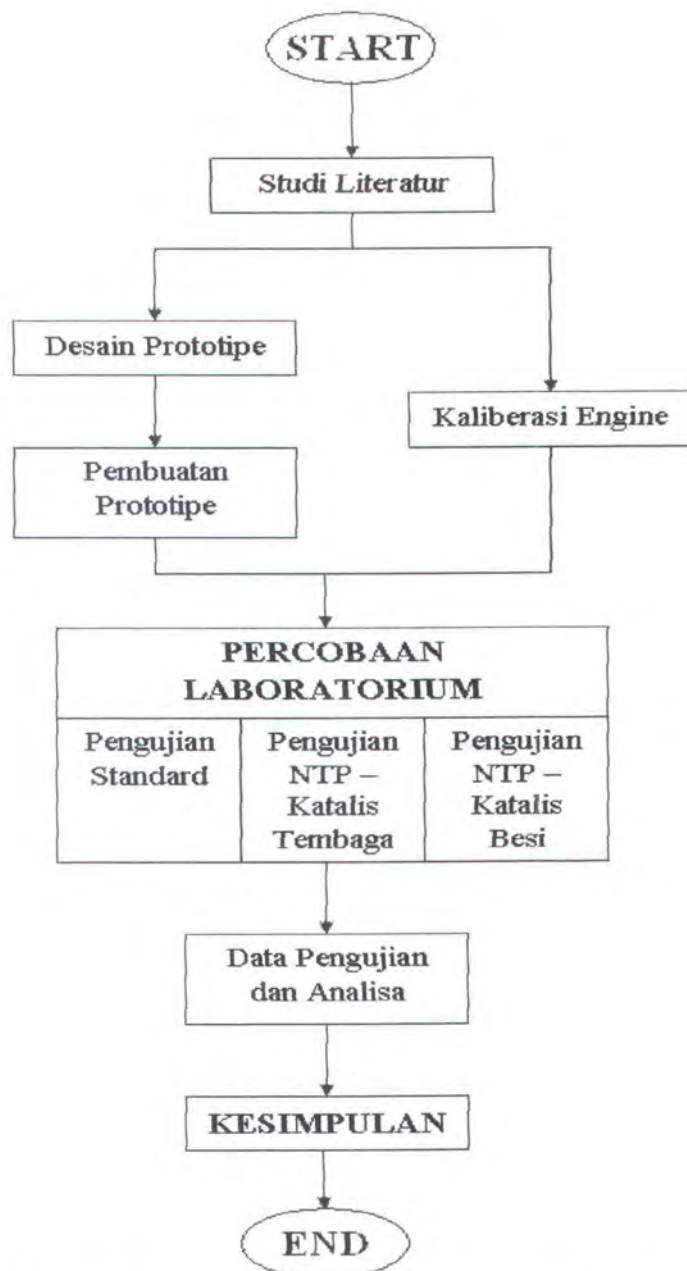 START
Studi Literatur
Desain Prototipe
Kaliberasi Engine
Pembuatan
Prototipe
PERCOBAAN
LABORATORIUM
Pengujian
Standard
Pengujian
NTP –
Katalis
Tembaga
Pengujian
NTP –
Katalis
Besi
Data Pengujian
dan Analisa
KESIMPULAN
END